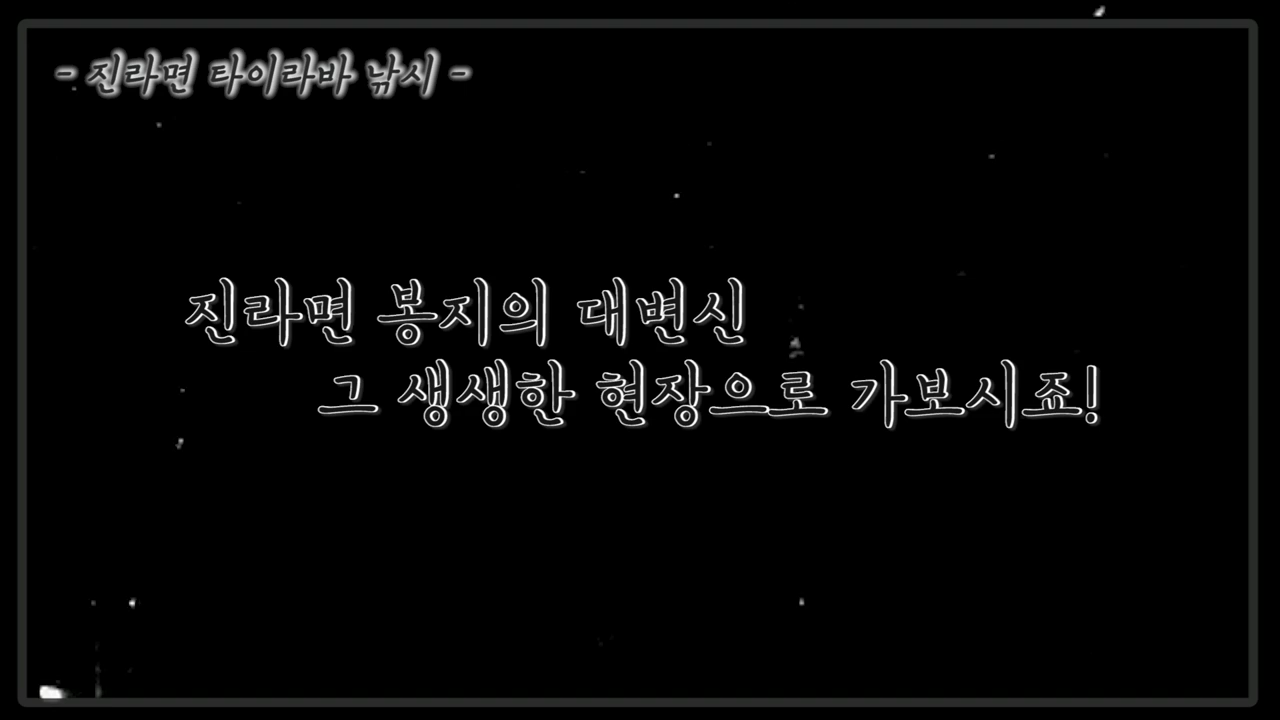 - 진라면 타이라바 낚시 -
진라면 봉지의 대변신
그 생생한 현장으로 가보시죠!